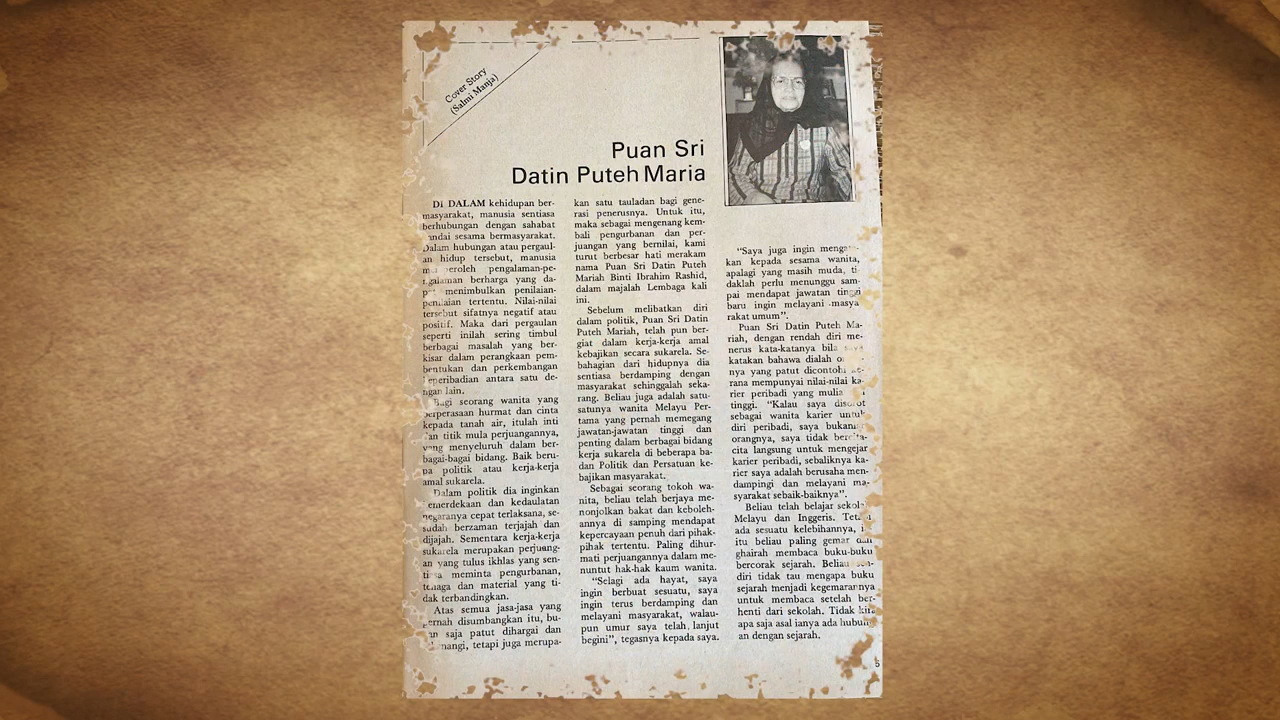 Cover Story
(Salmi Manja)
Puan Sri
Datin Puteh Maria
Di DALAM kehidupan ber-
masyarakat, manusia sentiasa
berhubungan dengan sahabat
handai sesama bermasyarakat.
Dalam hubungan atau pergaul-
an hidup tersebut, manusia
pengalaman-pe-
ngalaman berharga yang da-
menimbulkan penilaian-
penilaian tertentu. Nilai-nilai
tersebut sifatnya negatif atau
positif. Maka dari pergaulan
seperti inilah sering timbul
berbagai masalah yang ber-
kisar dalam perangkaan pem-
bentukan dan perkembangan
keperibadian antara satu de-
ngan lain.
Bagi seorang wanita yang
berperasaan hurmat dan cinta
kepada tanah air, itulah inti
dan titik mula perjuangannya,
yang menyeluruh dalam ber-
bagai-bagai bidang. Baik beru-
pa politik atau kerja-kerja
amal sukarela.
Dalam politik dia inginkan
kemerdekaan dan kedaulatan
negaranya cepat terlaksana, se-
sudah berzaman terjajah dan
dijajah. Sementara kerja-kerja
sukarela merupakan perjuang-
an yang tulus ikhlas yang sen-
tiasa meminta pengurbanan,
tenaga dan material yang ti-
dak terbandingkan.
Atas semua jasa-jasa yang
pernah disumbangkan itu, bu-
kan saja patut dihargai dan
tetapi juga merupa-
kan satu tauladan bagi gene-
rasi penerusnya. Untuk itu,
maka sebagai mengenang kem-
bali pengurbanan dan per-
juangan yang bernilai, kami
turut berbesar hati merakam
nama Puan Sri Datin Puteh
Mariah Binti Ibrahim Rashid,
dalam majalah Lembaga kali
ini.
Sebelum melibatkan diri
dalam politik, Puan Sri Datin
Puteh Mariah, telah pun ber-
giat dalam kerja-kerja amal
kebajikan secara sukarela. Se-
bahagian dari hidupnya dia
sentiasa berdamping dengan
masyarakat sehinggalah seka-
rang. Beliau juga adalah satu-
satunya wanita Melayu Per-
tama yang pernah memegang
jawatan-jawatan tinggi dan
penting dalam berbagai bidang
kerja sukarela di beberapa ba-
dan Politik dan Persatuan ke-
bajikan masyarakat.
Sebagai seorang tokoh wa-
nita, beliau telah berjaya me-
nonjolkan bakat dan keboleh-
annya di samping mendapat
kepercayaan penuh dari pihak-
pihak tertentu. Paling dihur-
mati perjuangannya dalam me-
nuntut hak-hak kaum wanita.
"Selagi ada hayat, saya
ingin berbuat sesuatu, saya
ingin terus berdamping dan
melayani masyarakat, walau-
pun umur saya telah lanjut
begini", tegasnya kepada saya.
"Saya juga ingin
kan kepada sesama wanita,
apalagi yang masih muda, ti-
daklah perlu menunggu sam-
pai mendapat jawatan tinggi
baru ingin melayani masya
rakat umum".
Puan Sri Datin Puteh Ma-
riah, dengan rendah diri me-
nerus kata-katanya bila saya
katakan bahawa dialah
nya yang patut dicontohi ke-
rana mempunyai nilai-nilai ka-
rier peribadi yang mulia
tinggi. "Kalau saya disorot
sebagai wanita karier untuk
diri peribadi, saya bukanlah
orangnya, saya tidak bercita-
cita langsung untuk mengejar
karier peribadi, sebaliknya ka-
rier saya adalah berusaha men-
dampingi dan melayani ma-
syarakat sebaik-baiknya".
Beliau telah belajar sekolah
Melayu dan Inggeris. Tetapi
ada sesuatu kelebihannya,
itu beliau paling gemar dan
ghairah membaca buku-buku
bercorak sejarah. Beliau sen-
diri tidak tau mengapa buku
sejarah menjadi kegemarannya
untuk membaca setelah ber-
henti dari sekolah. Tidak kira
apa saja asal ianya ada hubung-
an dengan sejarah.
5